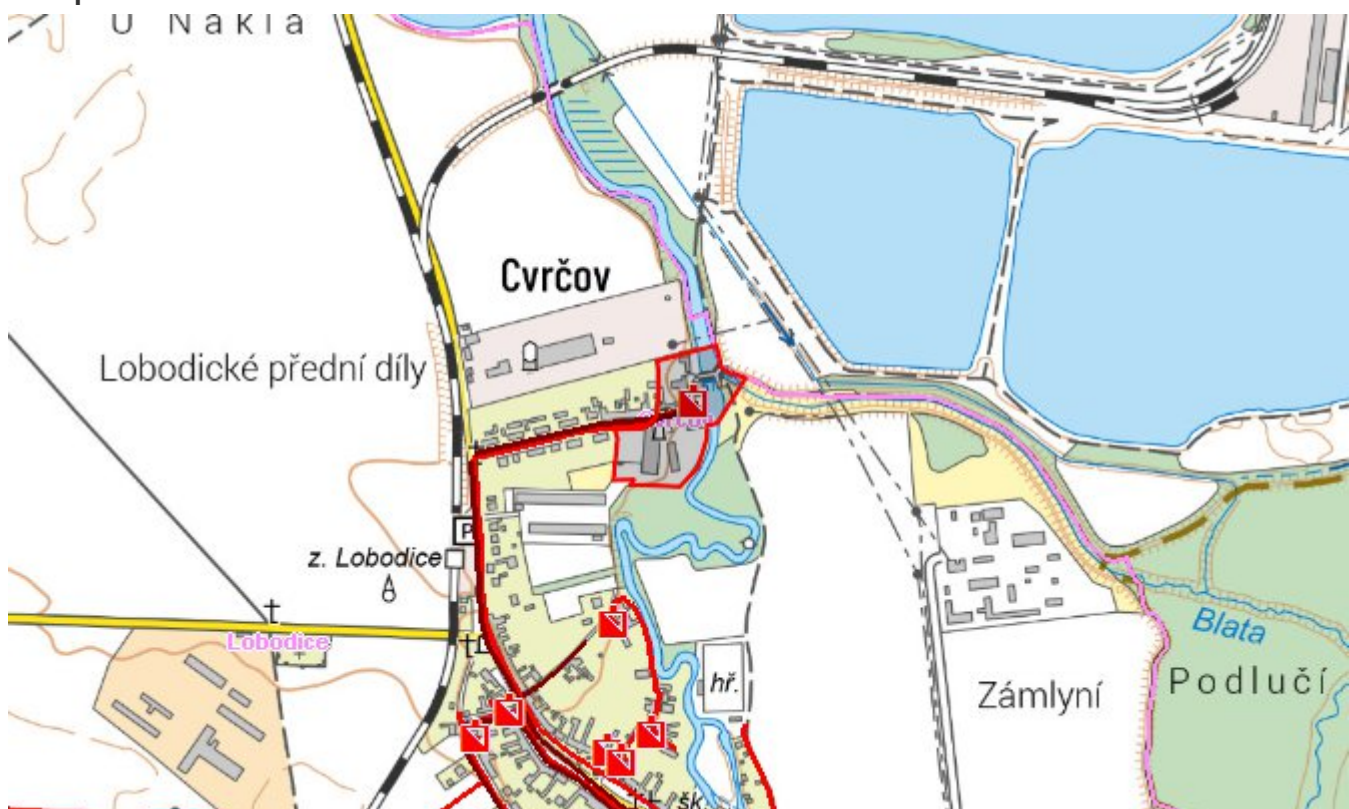 U Nákla
Cvrčov
Lobodické přední díly
P
z. Lobodice
Lobodice
Blata
hř.
Zámlyní
Podlučí
šk.